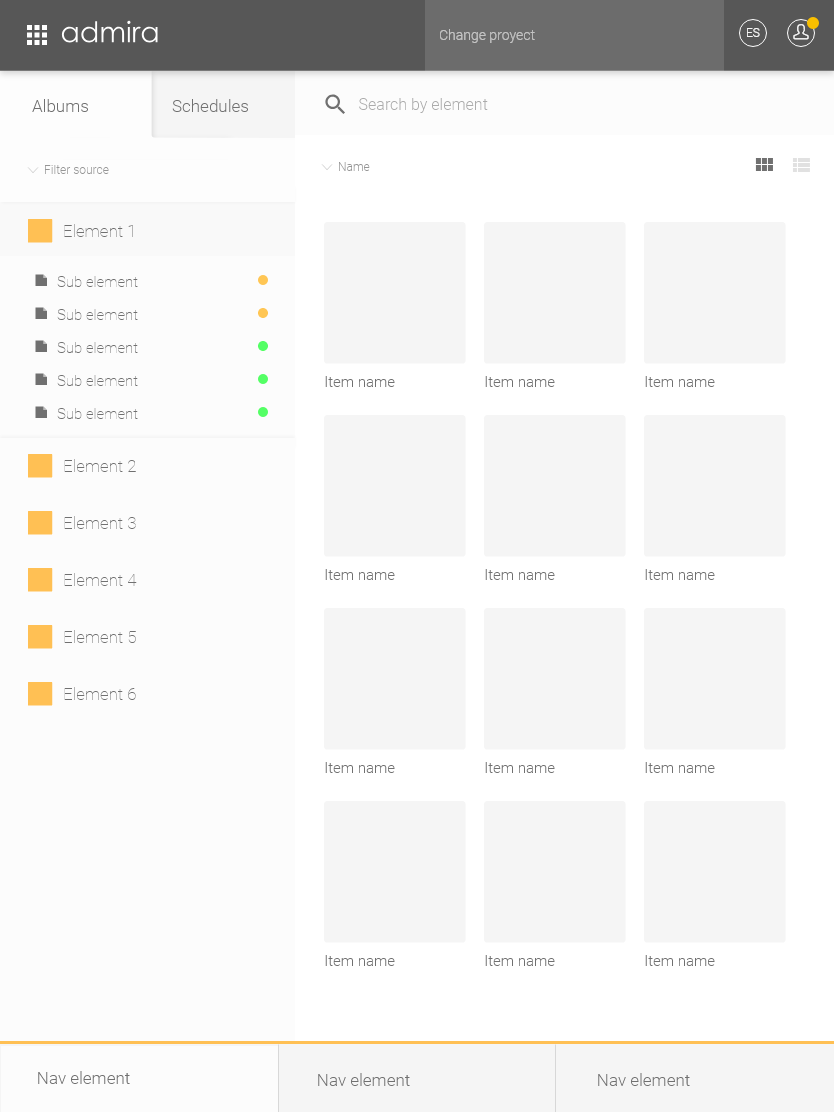 admira
Change proyect
ES
Albums
Schedules
Search by element
Filter source
Name
Element 1
Sub element
Sub element
Sub element
Sub element
Sub element
Element 2
Element 3
Element 4
Element 5
Element 6
Item name
Item name
Item name
Item name
Item name
Item name
Item name
Item name
Item name
Item name
Item name
Item name
Nav element
Nav element
Nav element